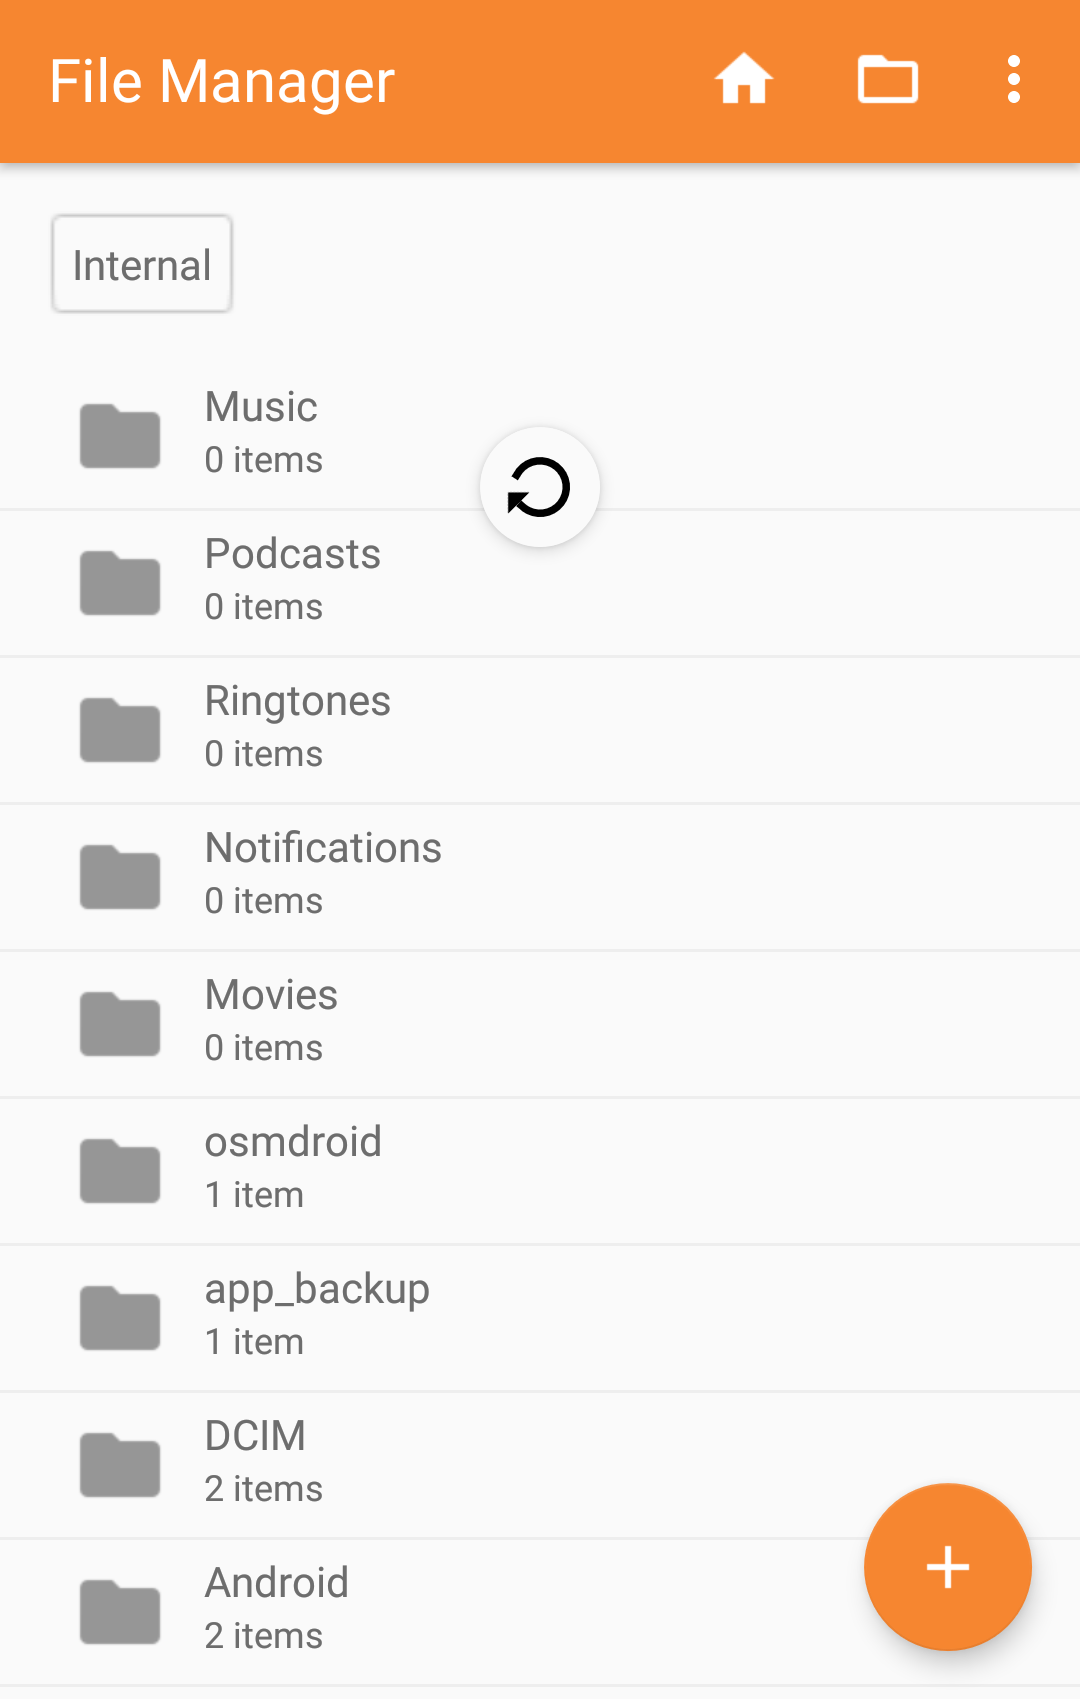 File Manager
Internal
Music
0 items
Podcasts
0 items
Ringtones
0 items
Notifications
0 items
Movies
0 items
osmdroid
1 item
app_backup
1 item
DCIM
2 items
Android
2 items